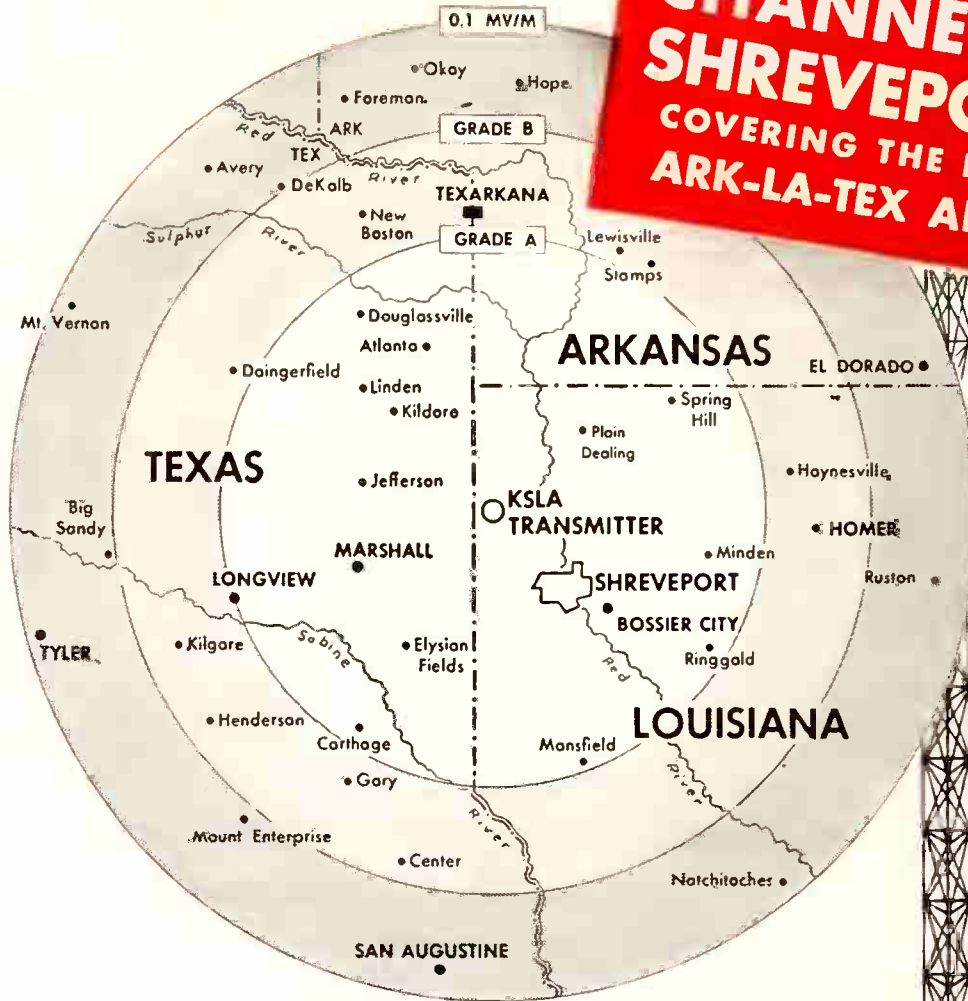 0.1 MV/M
SHREVEPO
COVERING THE
ARK-LA-TEX
Okay
Hope
Foreman
GRADE B
Red
ARK
TEX
River
Avery
DeKalb
TEXARKANA
New
Boston
Sulphur
River
GRADE A
Lewisville
Stamps
Mt. Vernon
Douglassville
Atlanta
ARKANSAS
EL DORADO
Daingerfield
Linden
Kildare
Spring
Hill
Plain
Dealing
TEXAS
Jefferson
Haynesville
Big
Sandy
KSLA
TRANSMITTER
HOMER
MARSHALL
Minden
LONGVIEW
SHREVEPORT
Ruston
BOSSIER CITY
TYLER
Kilgore
Sabine
Elysian
Fields
Red
Ringgold
Henderson
Carthage
LOUISIANA
Mansfield
Gary
River
River
Mount Enterprise
Center
Natchitoches
SAN AUGUSTINE